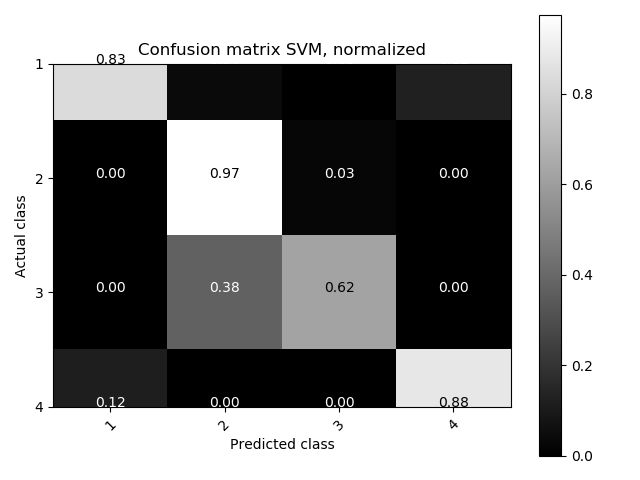 Confusion matrix SVM, normalized
0.83
1
0.00 0.97 0.03 0.00
2
0.00 0.38 0.62 0.00
3
0.12 0.00 0.00 0.88
4
1 2 3 4
Predicted class
Actual class
0.8
0.6
0.4
0.2
0.0